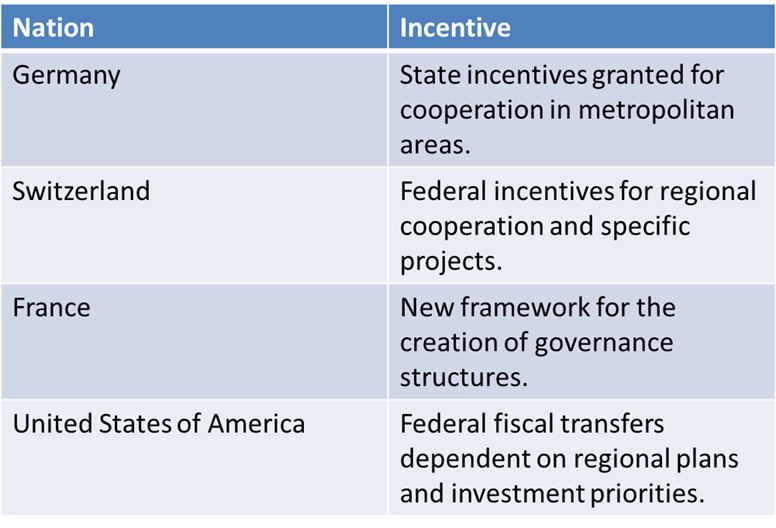 Nation Incentive
Germany State incentives granted for
cooperation in metropolitan
areas.
Switzerland Federal incentives for regional
cooperation and specific
projects.
France New framework for the
creation of governance
structures.
United States of America Federal fiscal transfers
dependent on regional plans
and investment priorities.